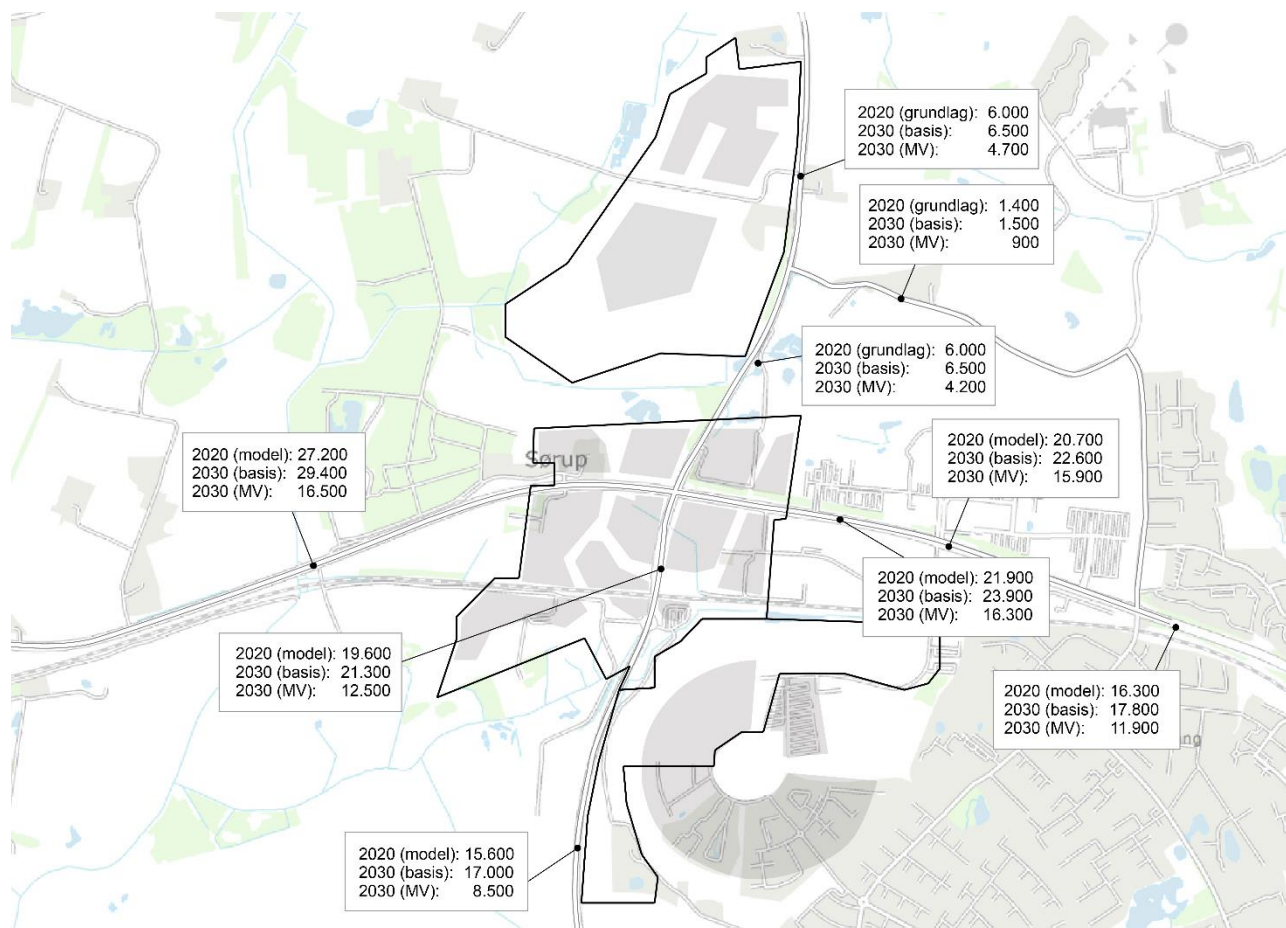 2020 (grundlag): 6.000
2030 (basis): 6.500
2030 (MV): 4.700
2020 (grundlag): 1.400
2030 (basis): 1.500
2030 (MV): 900
2020 (grundlag): 6.000
2030 (basis): 6.500
2030 (MV): 4.200
2020 (model): 20.700
2030 (basis): 22.600
2030 (MV): 15.900
2020 (model): 27.200
2030 (basis): 29.400
2030 (MV): 16.500
Sørup
2020 (model): 21.900
2030 (basis): 23.900
2030 (MV): 16.300
2020 (model): 19.600
2030 (basis): 21.300
2030 (MV): 12.500
2020 (model): 16.300
2030 (basis): 17.800
2030 (MV): 11.900
2020 (model): 15.600
2030 (basis): 17.000
2030 (MV): 8.500